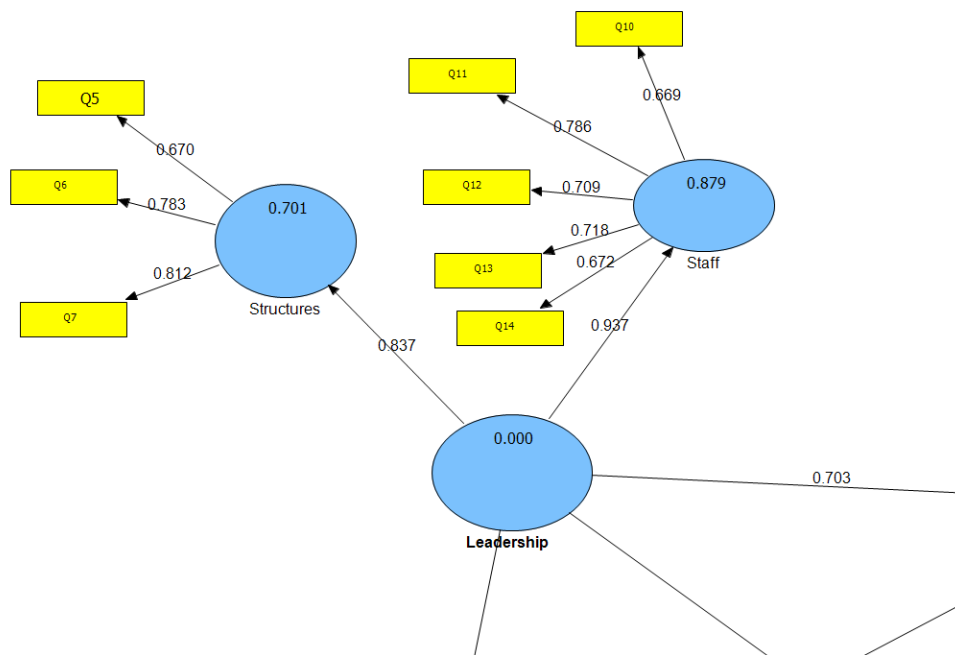 Q10
Q11
0.669
Q5
0.786
0.670
Q6
0.783
Q12
0.709
0.879
0.701
0.718
Staff
Q13
0.672
0.812
Q7
Structures
Q14
0.937
0.837
0.000
0.703
Leadership